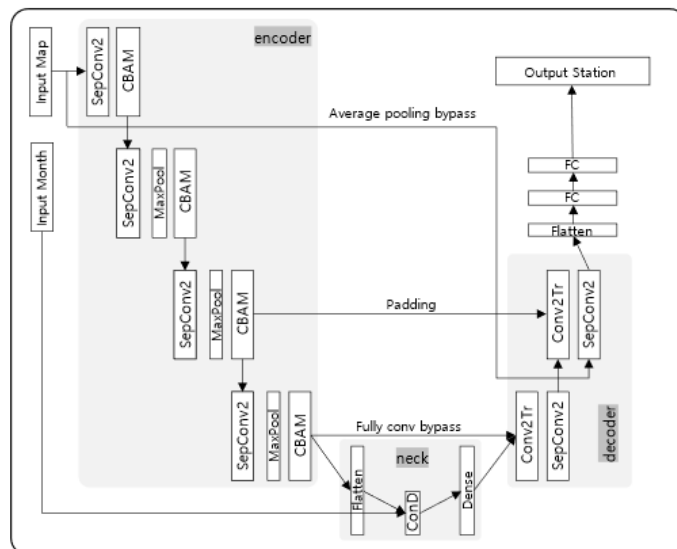 encoder
Input Map
SepConv2
CBAM
Output Station
Average pooling bypass
Input Month
SepConv2
MaxPool
CBAM
FC
FC
Flatten
SepConv2
MaxPool
CBAM
Padding
Conv2Tr
SepConv2
SepConv2
MaxPool
CBAM
Fully conv bypass
Conv2Tr
SepConv2
decoder
neck
Flatten
ConD
Dense